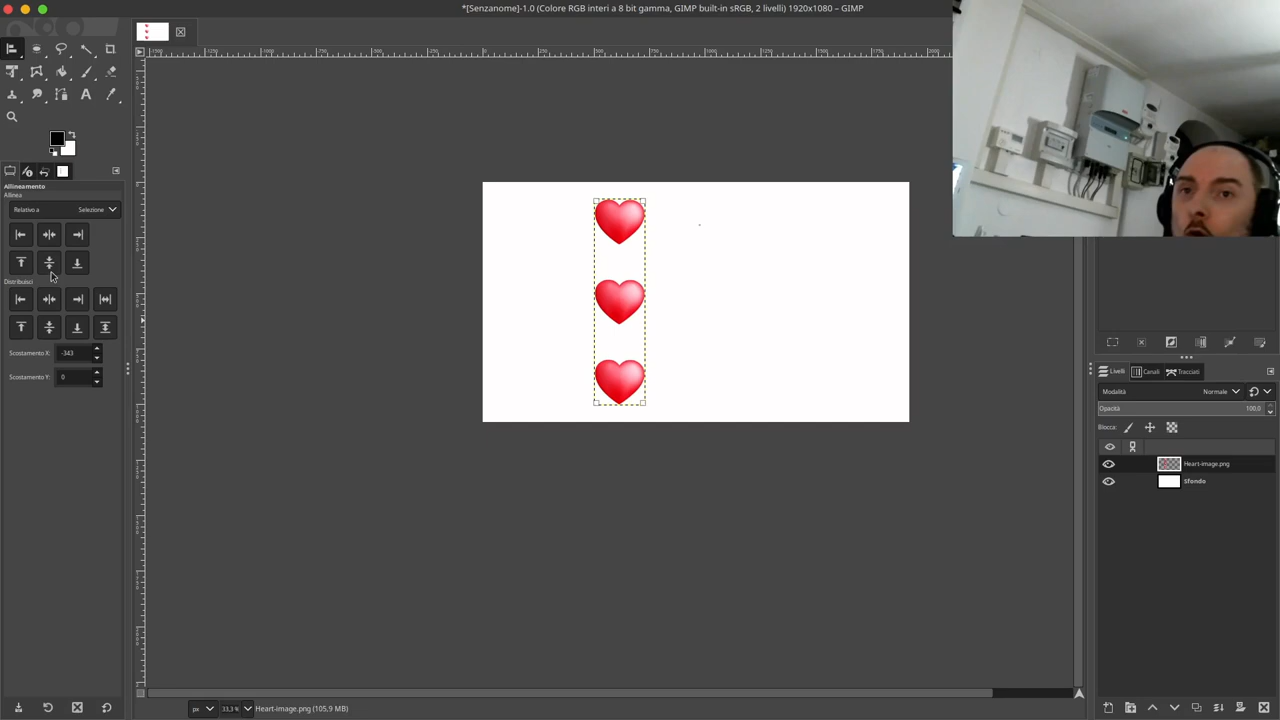 *[Senzanome]-1.0 (Colore RGB interi a 8 bit gamma, GIMP built-in sRGB, 2 livelli) 1920x1080 – GIMP
Allineamento
Allinea
Relativo a Selezione
Distribuisci
Scostamento X: -343
Scostamento Y: 0
Livelli Canali Tracciati
Modalità Normale
Opacità 100,0
Blocca:
Heart-image.png
Sfondo
px 33,3 % Heart-image.png (105,9 MB)